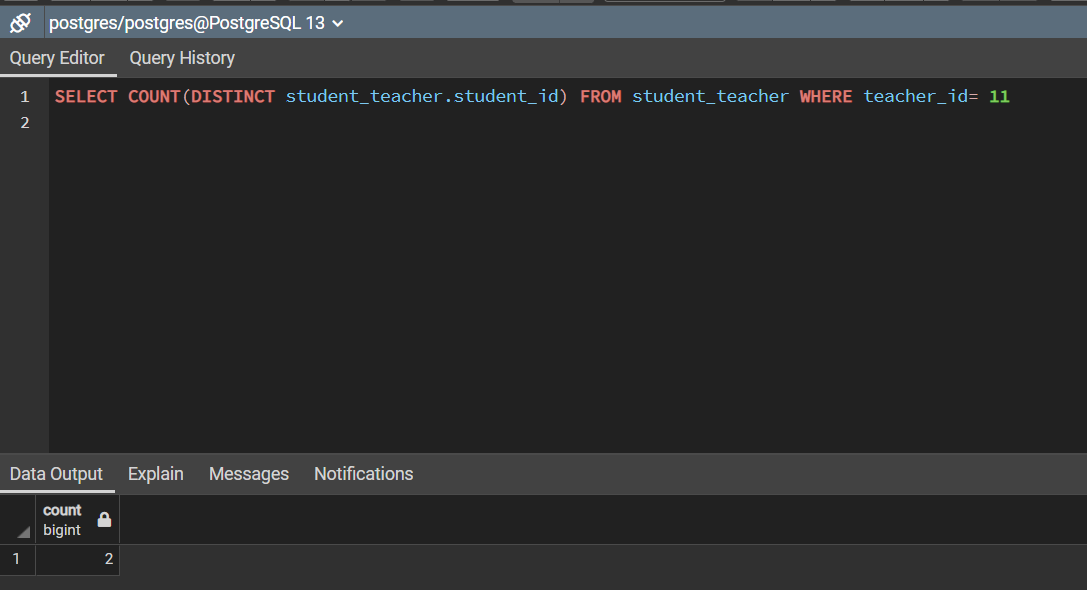 postgres/postgres@PostgreSQL 13
Query Editor Query History
1 SELECT COUNT(DISTINCT student_teacher.student_id) FROM student_teacher WHERE teacher_id= 11
2
Data Output Explain Messages Notifications
count
bigint
1 2